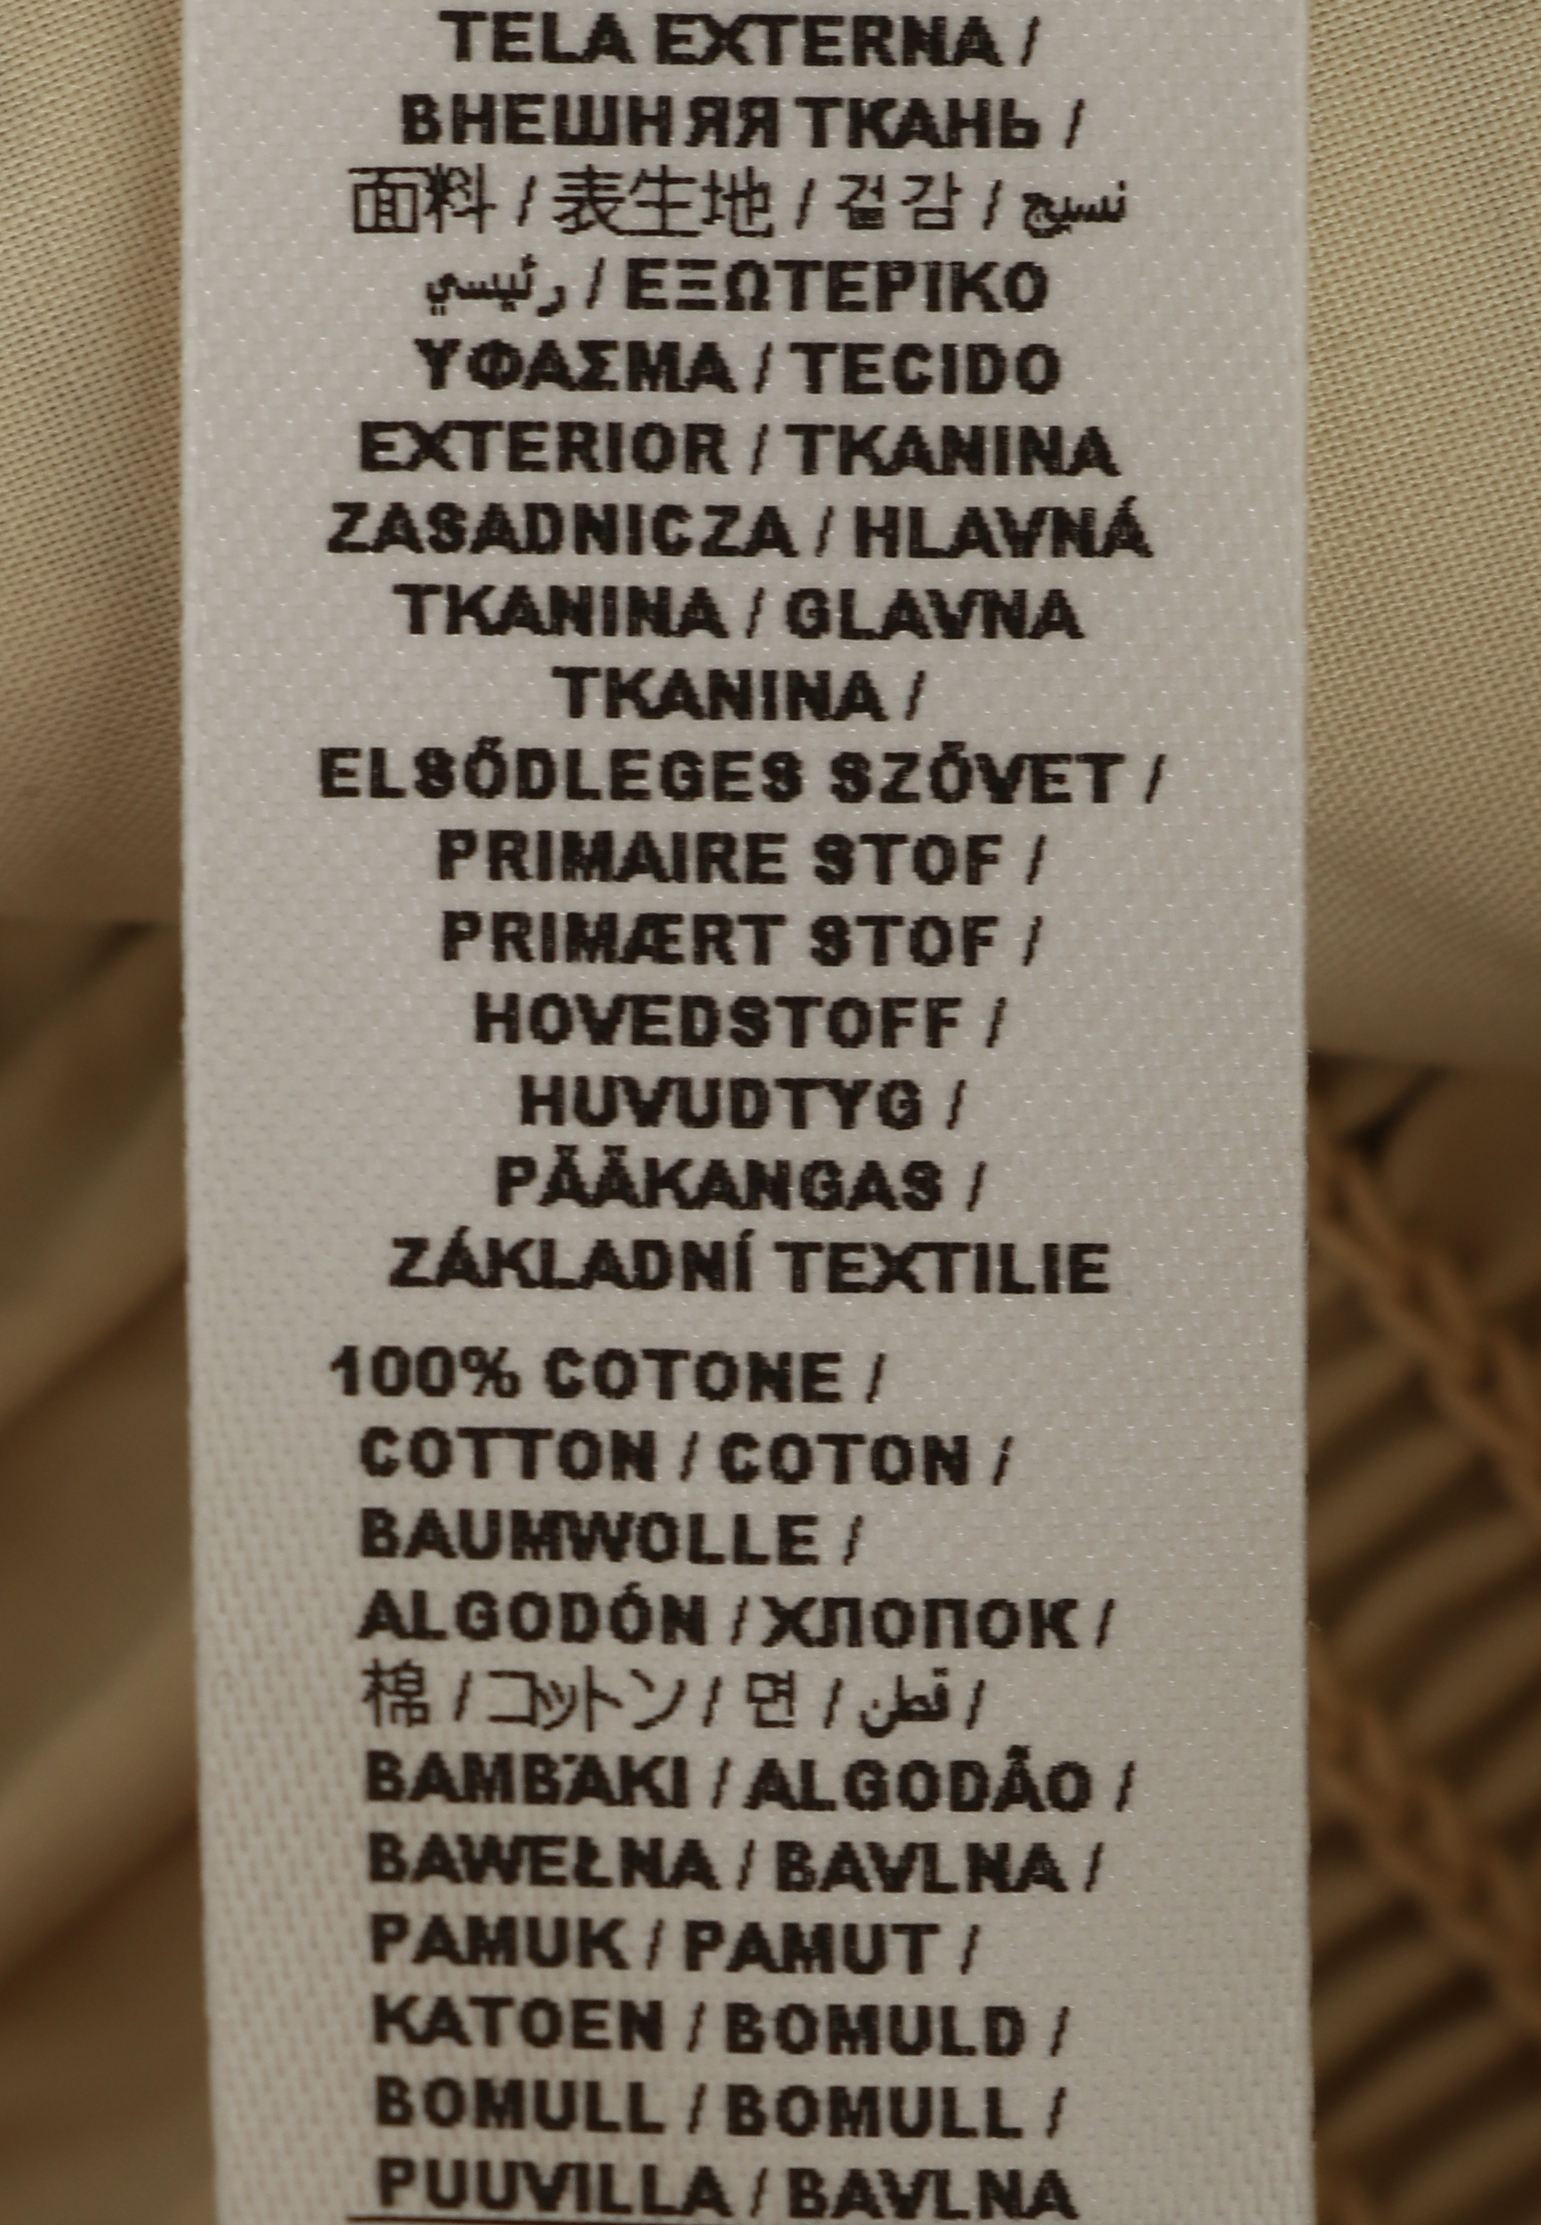 TELA EXTERNA /
ВНЕШНЯЯ ТКАНЬ /
面料 / 表生地 / 겉감 / نسيج
رئيسي / ΕΞΩΤΕΡΙΚΟ
ΥΦΑΣΜΑ / TECIDO
EXTERIOR / TKANINA
ZASADNICZA / HLAVNÁ
TKANINA / GLAVNA
TKANINA /
ELSŐDLEGES SZŐVET /
PRIMAIRE STOF /
PRIMÆRT STOF /
HOVEDSTOFF /
HUVUDTYG /
PÄÄKANGAS /
ZÁKLADNÍ TEXTILIE
100% COTONE /
COTTON / COTON /
BAUMWOLLE /
ALGODÓN / ХЛОПОК /
棉 / コットン / 면 / قطن /
ΒΑΜΒΆΚΙ / ALGODÃO /
BAWEŁNA / BAVLNA /
PAMUK / PAMUT /
KATOEN / BOMULD /
BOMULL / BOMULL /
PUUVILLA / BAVLNA